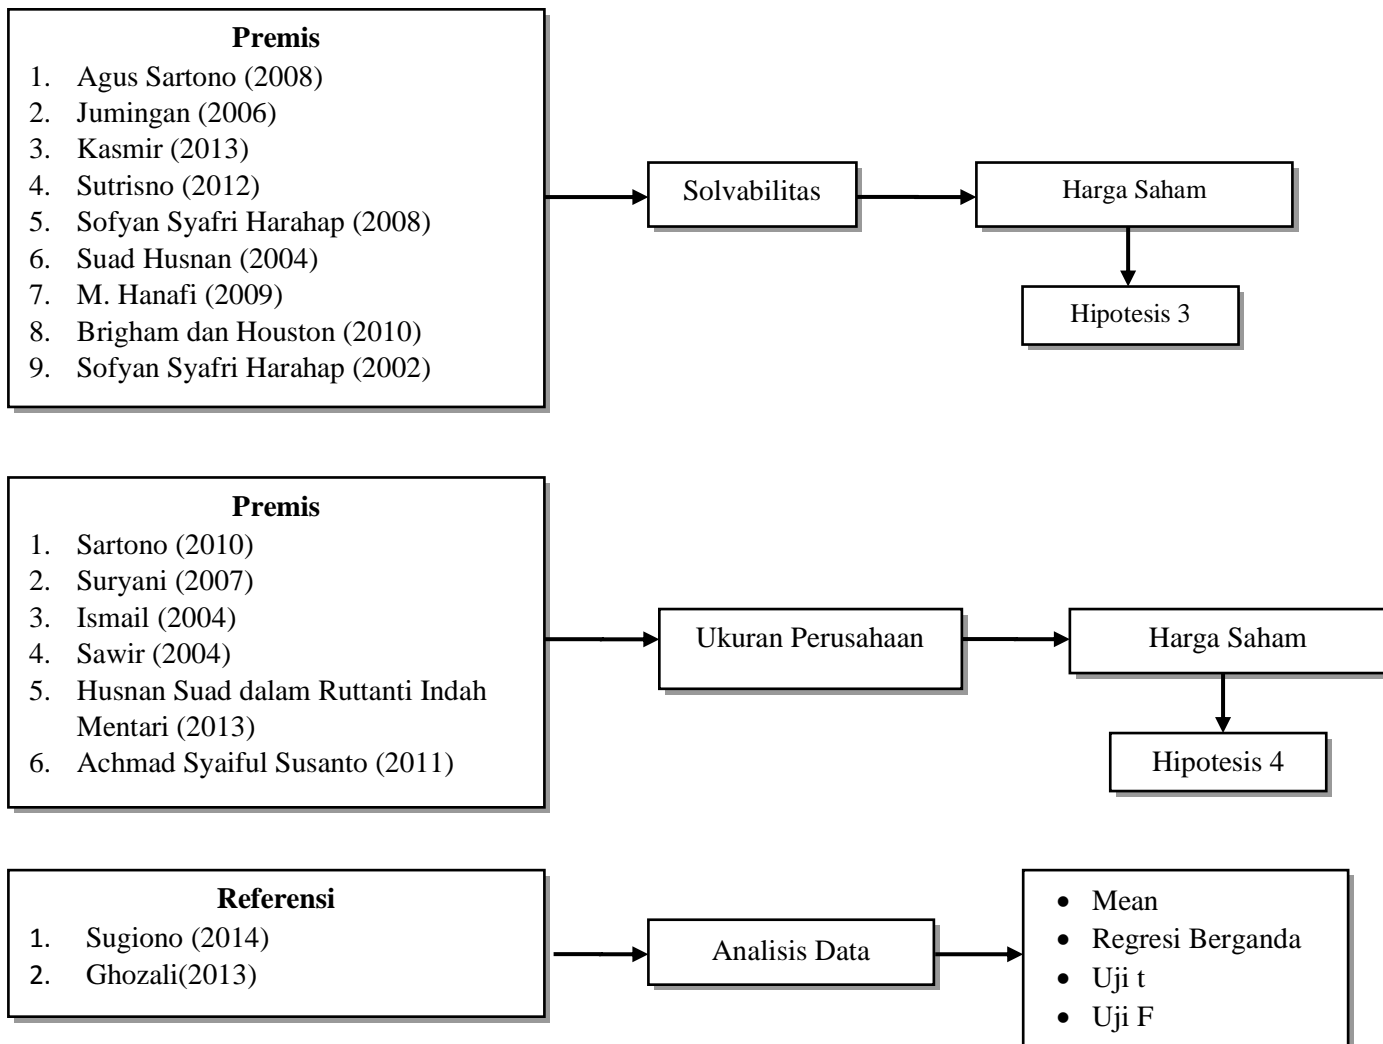 Premis
1. Agus Sartono (2008)
2. Jumingan (2006)
3. Kasmir (2013)
4. Sutrisno (2012)
5. Sofyan Syafri Harahap (2008)
6. Suad Husnan (2004)
7. M. Hanafi (2009)
8. Brigham dan Houston (2010)
9. Sofyan Syafri Harahap (2002)
Solvabilitas
Harga Saham
Hipotesis 3
Premis
1. Sartono (2010)
2. Suryani (2007)
3. Ismail (2004)
4. Sawir (2004)
5. Husnan Suad dalam Ruttanti Indah
Mentari (2013)
6. Achmad Syaiful Susanto (2011)
Ukuran Perusahaan
Harga Saham
Hipotesis 4
Referensi
1. Sugiono (2014)
2. Ghozali(2013)
Analisis Data
• Mean
• Regresi Berganda
• Uji t
• Uji F